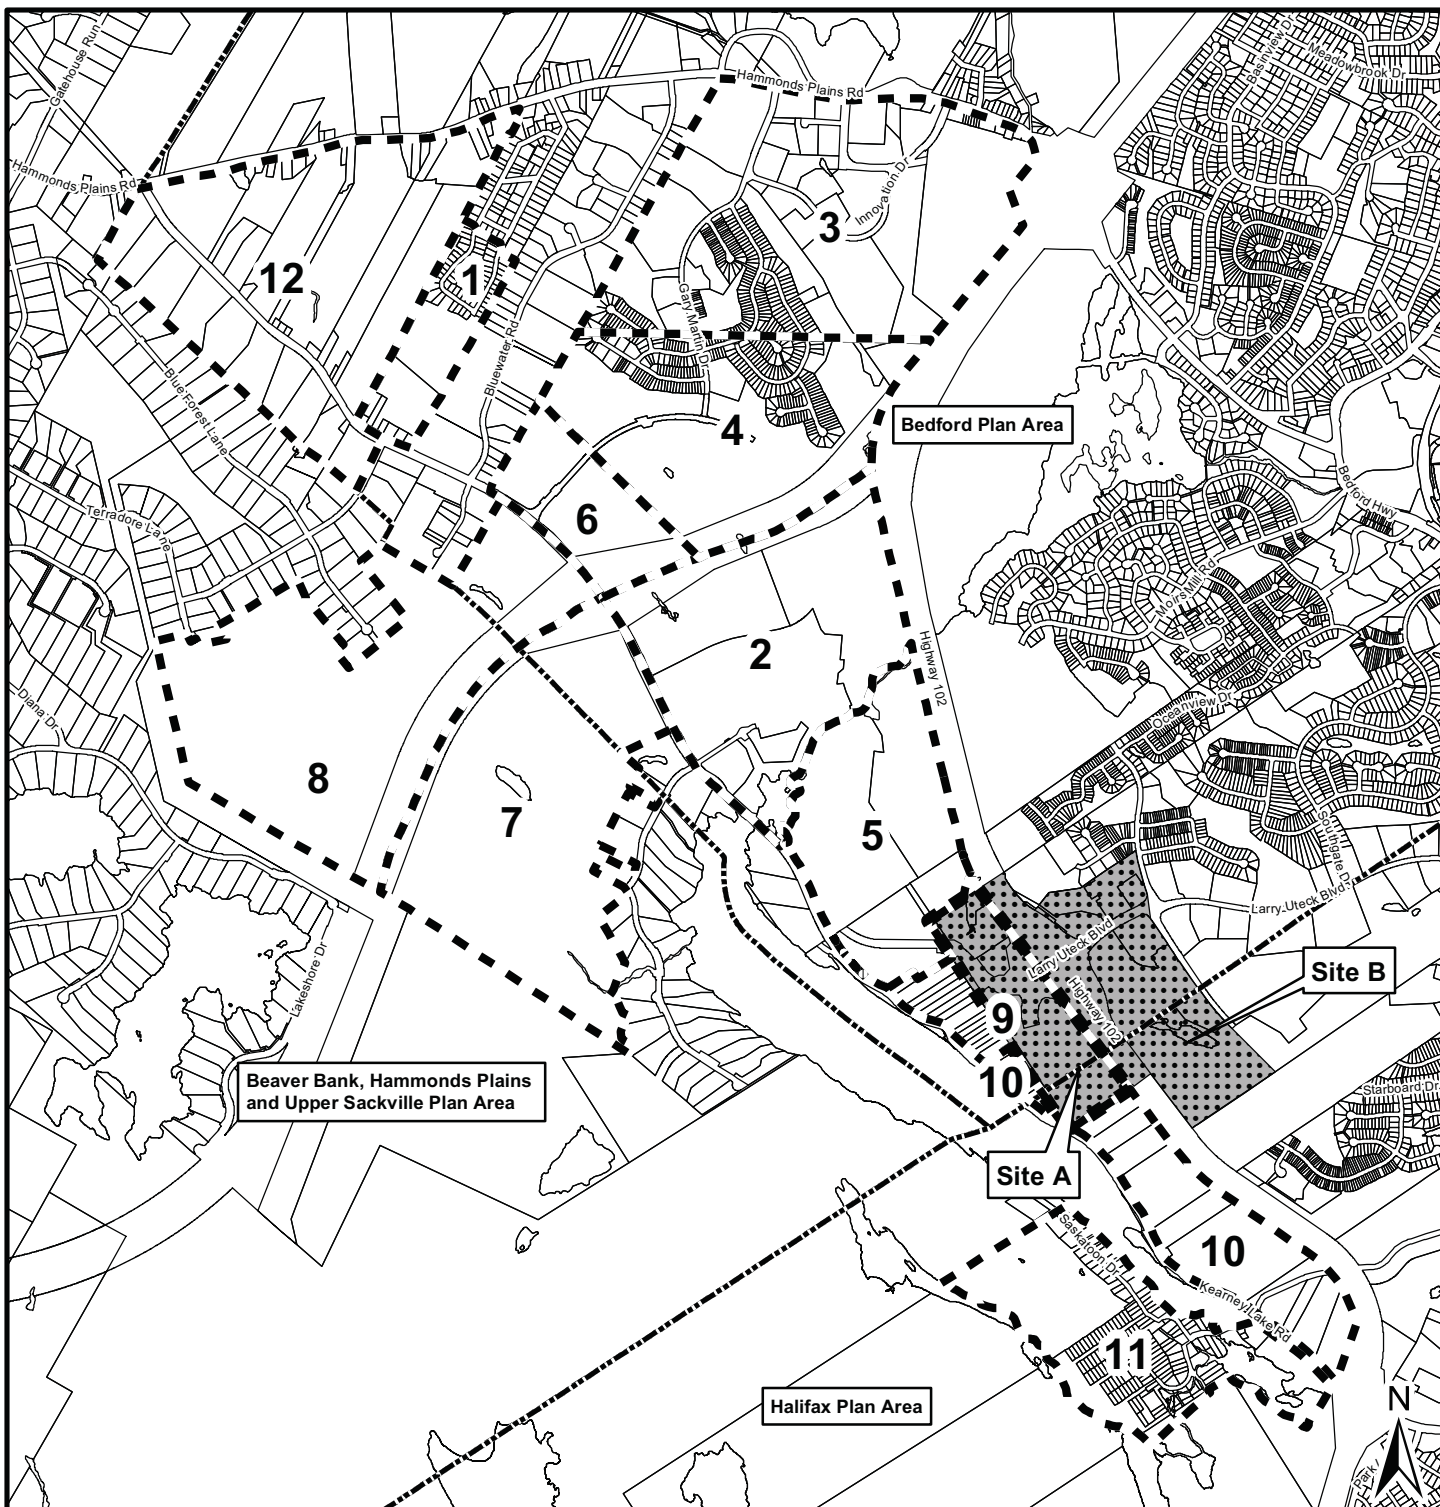 Gatehouse Run
Basinview Dr
Meadowbrook Dr
Hammonds Plains Rd
Hammonds Plains Rd
Innovation Dr
3
12
1
Gary Martin Dr
Bluewater Rd
Blue Forest Lane
4
Bedford Plan Area
Bedford Hwy
Terradore Lane
6
Moirs Mill Rd
2
Highway 102
Diana Dr
Oceanview Dr
8
7
5
Southgate Dr
Larry Uteck Blvd
Larry Uteck Blvd
Lakeshore Dr
Site B
Highway 102
9
10
Beaver Bank, Hammonds Plains
and Upper Sackville Plan Area
Starboard Dr
Site A
Saskatoon Dr
10
Kearney Lake Rd
11
Halifax Plan Area
N
Park